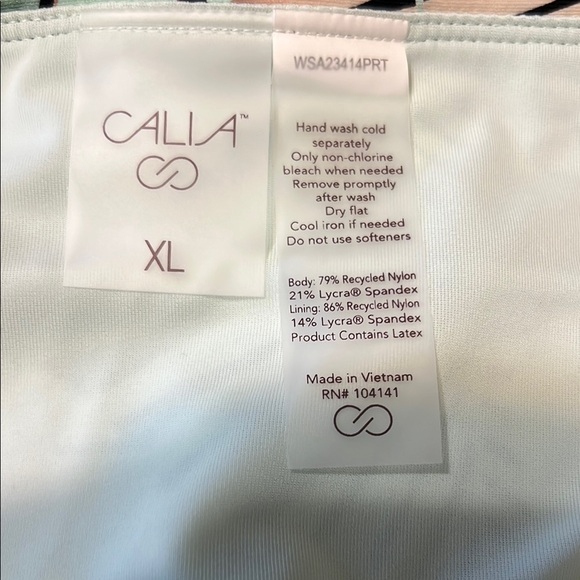 CALIA™
XL
WSA23414PRT
Hand wash cold
separately
Only non-chlorine
bleach when needed
Remove promptly
after wash
Dry flat
Cool iron if needed
Do not use softeners
Body: 79% Recycled Nylon
21% Lycra® Spandex
Lining: 86% Recycled Nylon
14% Lycra® Spandex
Product Contains Latex
Made in Vietnam
RN# 104141